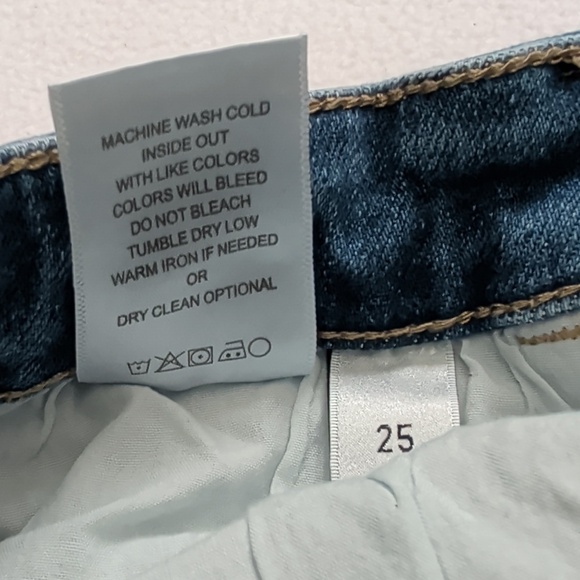 MACHINE WASH COLD
INSIDE OUT
WITH LIKE COLORS
COLORS WILL BLEED
DO NOT BLEACH
TUMBLE DRY LOW
WARM IRON IF NEEDED
OR
DRY CLEAN OPTIONAL
25